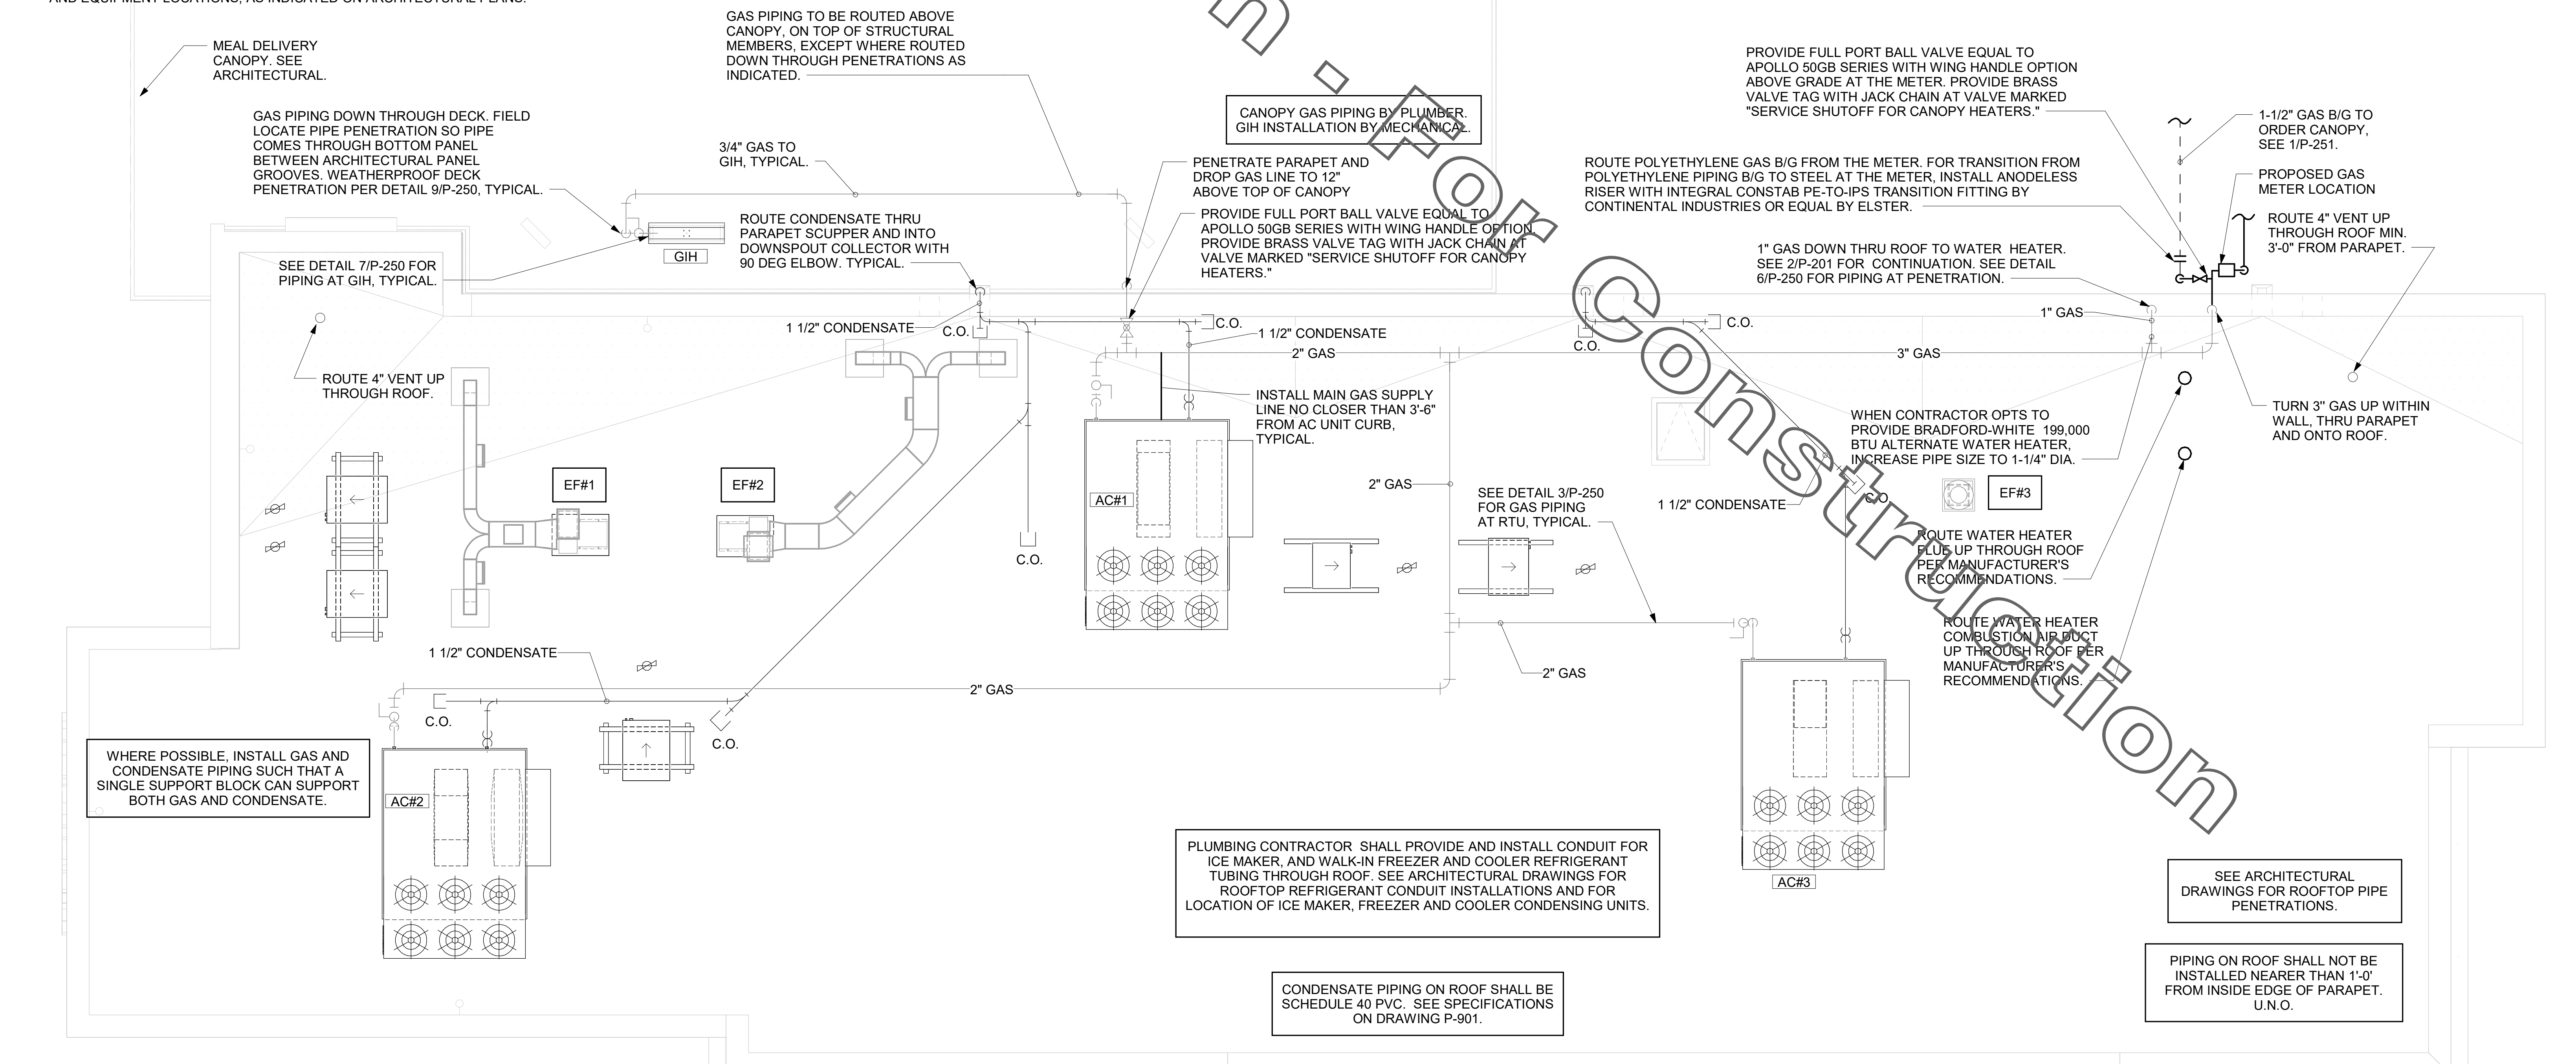 AND EQUIPMENT LOCATIONS, AS INDICATED ON ARCHITECTURAL PLANS.
MEAL DELIVERY
CANOPY. SEE
ARCHITECTURAL.
GAS PIPING TO BE ROUTED ABOVE
CANOPY, ON TOP OF STRUCTURAL
MEMBERS, EXCEPT WHERE ROUTED
DOWN THROUGH PENETRATIONS AS
INDICATED.
GAS PIPING DOWN THROUGH DECK. FIELD
LOCATE PIPE PENETRATION SO PIPE
COMES THROUGH BOTTOM PANEL
BETWEEN ARCHITECTURAL PANEL
GROOVES. WEATHERPROOF DECK
PENETRATION PER DETAIL 9/P-250, TYPICAL.
3/4" GAS TO
GIH, TYPICAL.
CANOPY GAS PIPING BY PLUMBER.
GIH INSTALLATION BY MECHANICAL.
PENETRATE PARAPET AND
DROP GAS LINE TO 12"
ABOVE TOP OF CANOPY
PROVIDE FULL PORT BALL VALVE EQUAL TO
APOLLO 50GB SERIES WITH WING HANDLE OPTION.
PROVIDE BRASS VALVE TAG WITH JACK CHAIN AT
VALVE MARKED "SERVICE SHUTOFF FOR CANOPY
HEATERS."
PROVIDE FULL PORT BALL VALVE EQUAL TO
APOLLO 50GB SERIES WITH WING HANDLE OPTION
ABOVE GRADE AT THE METER. PROVIDE BRASS
VALVE TAG WITH JACK CHAIN AT VALVE MARKED
"SERVICE SHUTOFF FOR CANOPY HEATERS."
1-1/2" GAS B/G TO
ORDER CANOPY,
SEE 1/P-251.
ROUTE POLYETHYLENE GAS B/G FROM THE METER. FOR TRANSITION FROM
POLYETHYLENE PIPING B/G TO STEEL AT THE METER, INSTALL ANODELESS
RISER WITH INTEGRAL CONSTAB PE-TO-IPS TRANSITION FITTING BY
CONTINENTAL INDUSTRIES OR EQUAL BY ELSTER.
PROPOSED GAS
METER LOCATION
ROUTE 4" VENT UP
THROUGH ROOF MIN.
3'-0" FROM PARAPET.
1" GAS DOWN THRU ROOF TO WATER HEATER.
SEE 2/P-201 FOR CONTINUATION. SEE DETAIL
6/P-250 FOR PIPING AT PENETRATION.
ROUTE CONDENSATE THRU
PARAPET SCUPPER AND INTO
DOWNSPOUT COLLECTOR WITH
90 DEG ELBOW. TYPICAL.
GIH
SEE DETAIL 7/P-250 FOR
PIPING AT GIH, TYPICAL.
1 1/2" CONDENSATE
C.O.
C.O.
1 1/2" CONDENSATE
C.O.
C.O.
1" GAS
2" GAS
3" GAS
ROUTE 4" VENT UP
THROUGH ROOF.
INSTALL MAIN GAS SUPPLY
LINE NO CLOSER THAN 3'-6"
FROM AC UNIT CURB,
TYPICAL.
WHEN CONTRACTOR OPTS TO
PROVIDE BRADFORD-WHITE 199,000
BTU ALTERNATE WATER HEATER,
INCREASE PIPE SIZE TO 1-1/4" DIA.
TURN 3" GAS UP WITHIN
WALL, THRU PARAPET
AND ONTO ROOF.
EF#1
EF#2
AC#1
2" GAS
SEE DETAIL 3/P-250
FOR GAS PIPING
AT RTU, TYPICAL.
1 1/2" CONDENSATE
C.O.
EF#3
C.O.
ROUTE WATER HEATER
FLUE UP THROUGH ROOF
PER MANUFACTURER'S
RECOMMENDATIONS.
ROUTE WATER HEATER
COMBUSTION AIR DUCT
UP THROUGH ROOF PER
MANUFACTURER'S
RECOMMENDATIONS.
1 1/2" CONDENSATE
2" GAS
2" GAS
C.O.
C.O.
WHERE POSSIBLE, INSTALL GAS AND
CONDENSATE PIPING SUCH THAT A
SINGLE SUPPORT BLOCK CAN SUPPORT
BOTH GAS AND CONDENSATE.
AC#2
PLUMBING CONTRACTOR SHALL PROVIDE AND INSTALL CONDUIT FOR
ICE MAKER, AND WALK-IN FREEZER AND COOLER REFRIGERANT
TUBING THROUGH ROOF. SEE ARCHITECTURAL DRAWINGS FOR
ROOFTOP REFRIGERANT CONDUIT INSTALLATIONS AND FOR
LOCATION OF ICE MAKER, FREEZER AND COOLER CONDENSING UNITS.
AC#3
SEE ARCHITECTURAL
DRAWINGS FOR ROOFTOP PIPE
PENETRATIONS.
CONDENSATE PIPING ON ROOF SHALL BE
SCHEDULE 40 PVC. SEE SPECIFICATIONS
ON DRAWING P-901.
PIPING ON ROOF SHALL NOT BE
INSTALLED NEARER THAN 1'-0'
FROM INSIDE EDGE OF PARAPET.
U.N.O.
n. For Construction